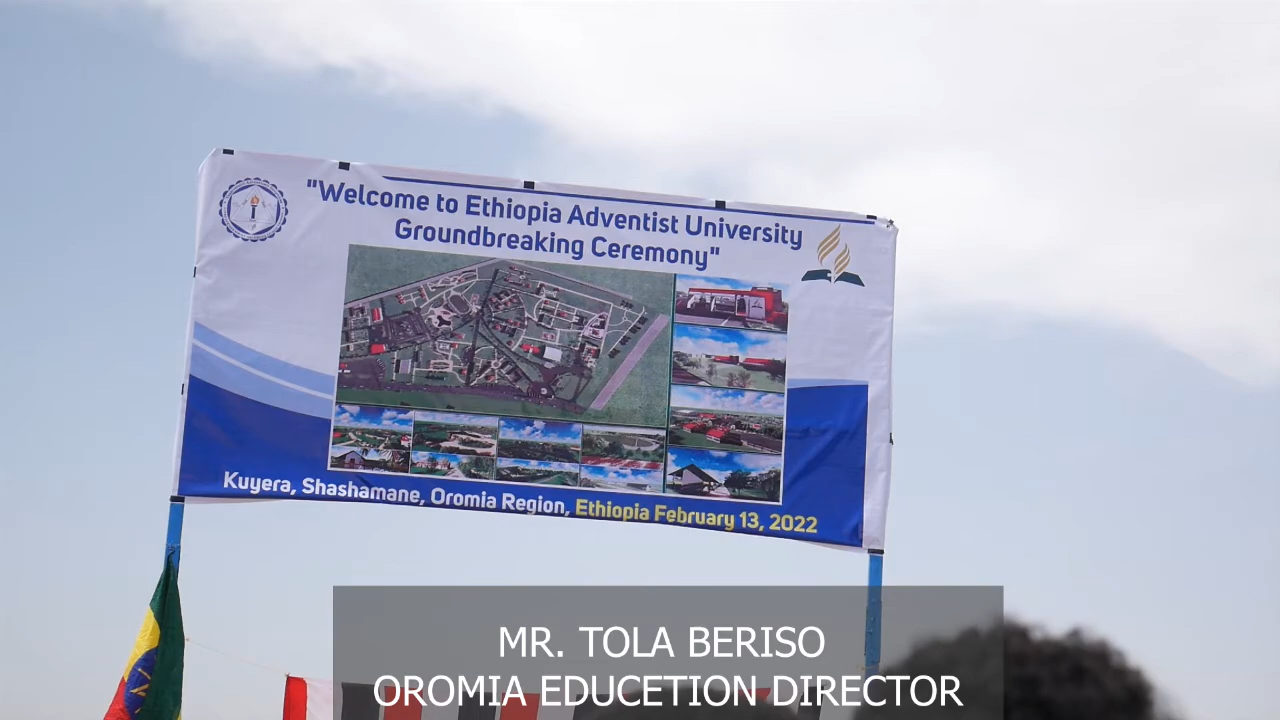 "Welcome to Ethiopia Adventist University
Groundbreaking Ceremony"
Kuyera, Shashamane, Oromia Region, Ethiopia February 13, 2022
MR. TOLA BERISO
OROMIA EDUCETION DIRECTOR